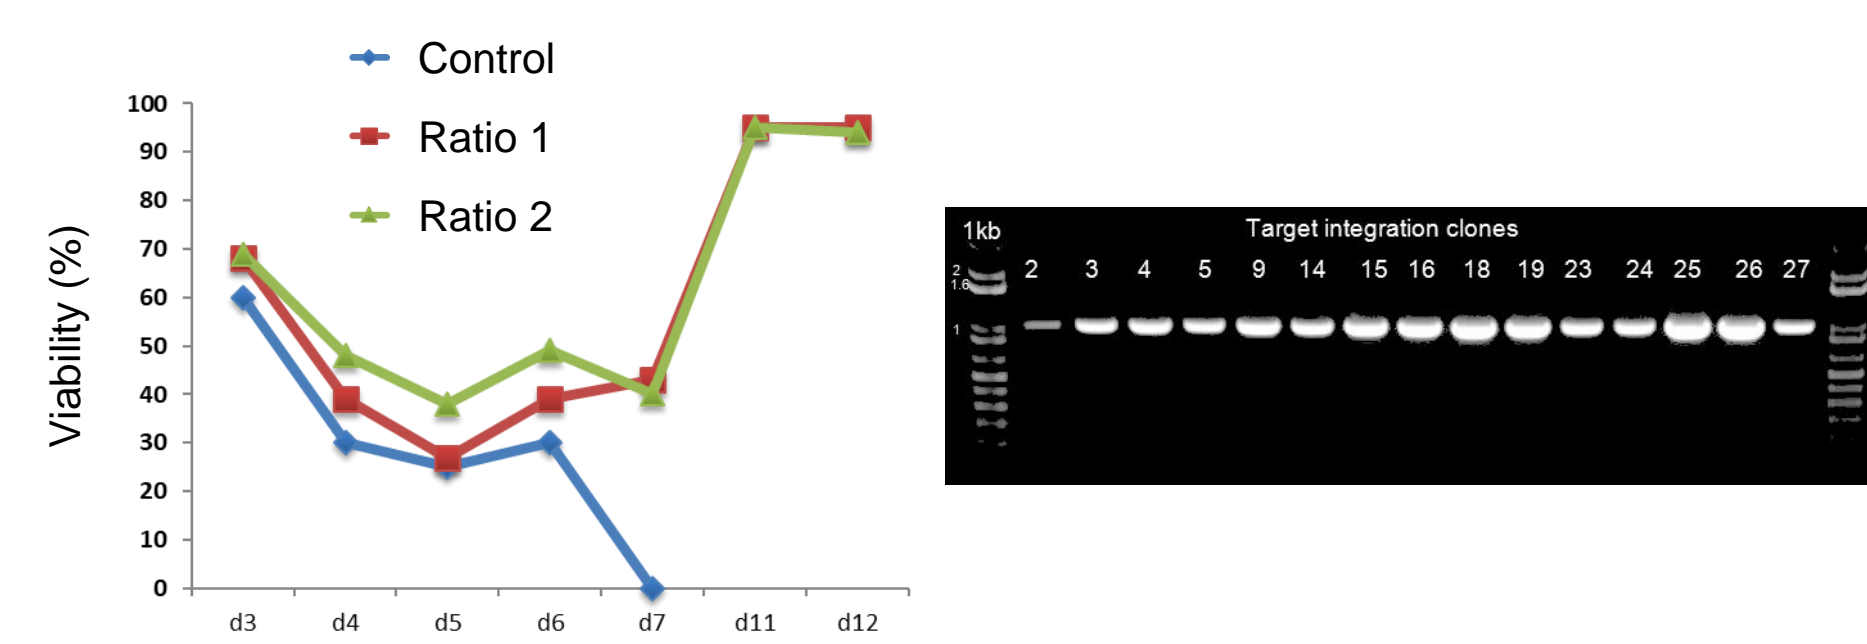 Control
Ratio 1
Ratio 2
Viability (%)
100
90
80
70
60
50
40
30
20
10
0
d3 d4 d5 d6 d7 d11 d12
1kb Target integration clones
2 3 4 5 9 14 15 16 18 19 23 24 25 26 27
2
1.6
1